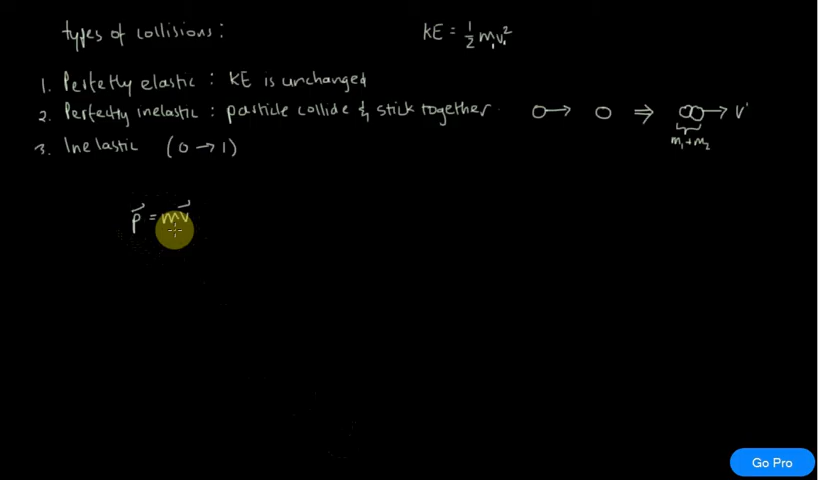 types of collisions:
KE = 1/2 m₁v₁²
1. Perfetly elastic : KE is unchanged
2. Perfectly inelastic : particle collide & stick together
v'
m₁+m₂
3. Inelastic (0 → 1)
p⃗ = mv⃗
Go Pro